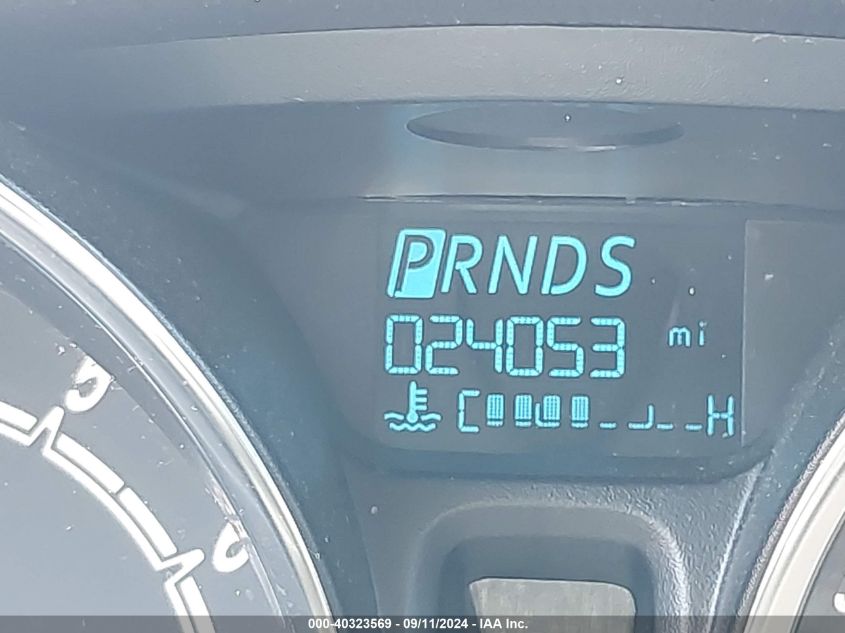 PRNDS
024053 mi
C H
000-40323569 / 09/11/2024 - IAA Inc.